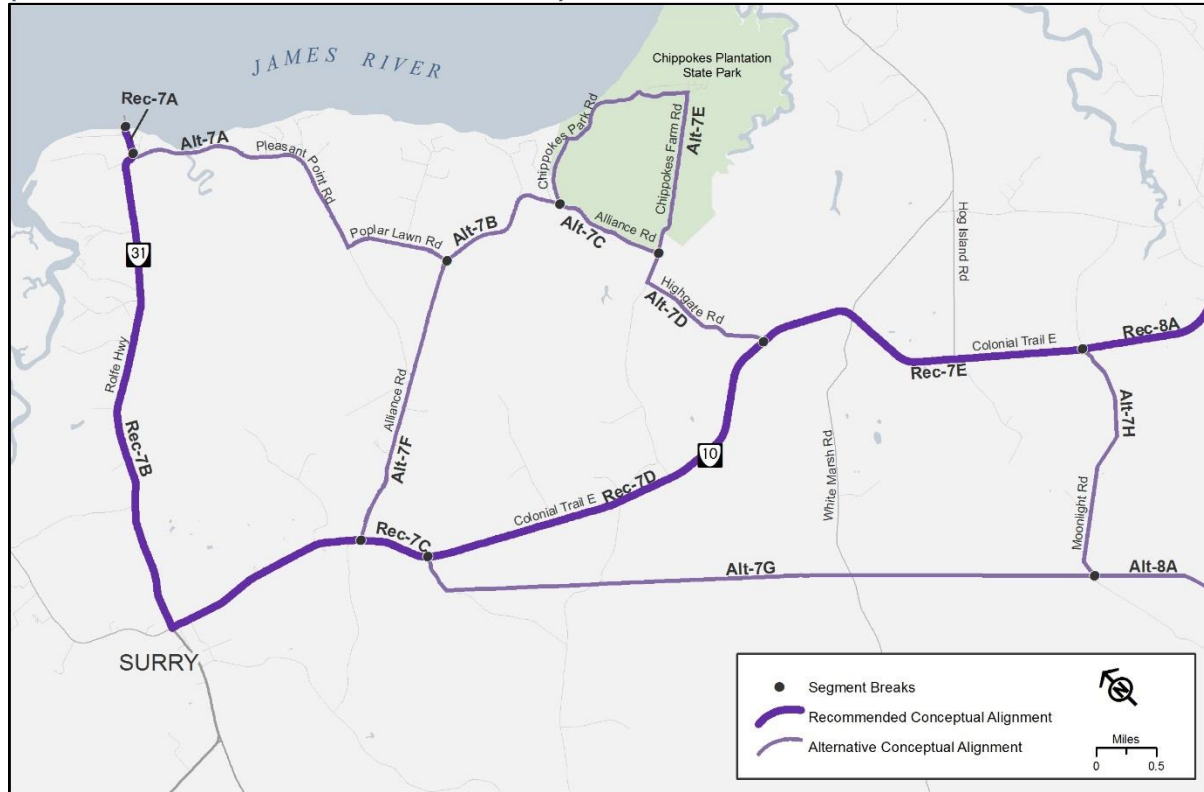 JAMES RIVER
Chippokes Plantation
State Park
Rec-7A
Alt-7A
Pleasant Point Rd
Chippokes Park Rd
Chippokes Farm Rd
Alt-7E
Poplar Lawn Rd
Alt-7B
Alt-7C
Alliance Rd
Hog Island Rd
31
Highgate Rd
Alt-7D
Rolfe Hwy
Colonial Trail E
Rec-8A
Rec-7E
Alliance Rd
Alt-7F
Rec-7B
Alt-7H
10
Rec-7D
Colonial Trail E
White Marsh Rd
Moonlight Rd
Rec-7C
Alt-7G
Alt-8A
SURRY
Segment Breaks
Recommended Conceptual Alignment
Alternative Conceptual Alignment
N
Miles
0 0.5